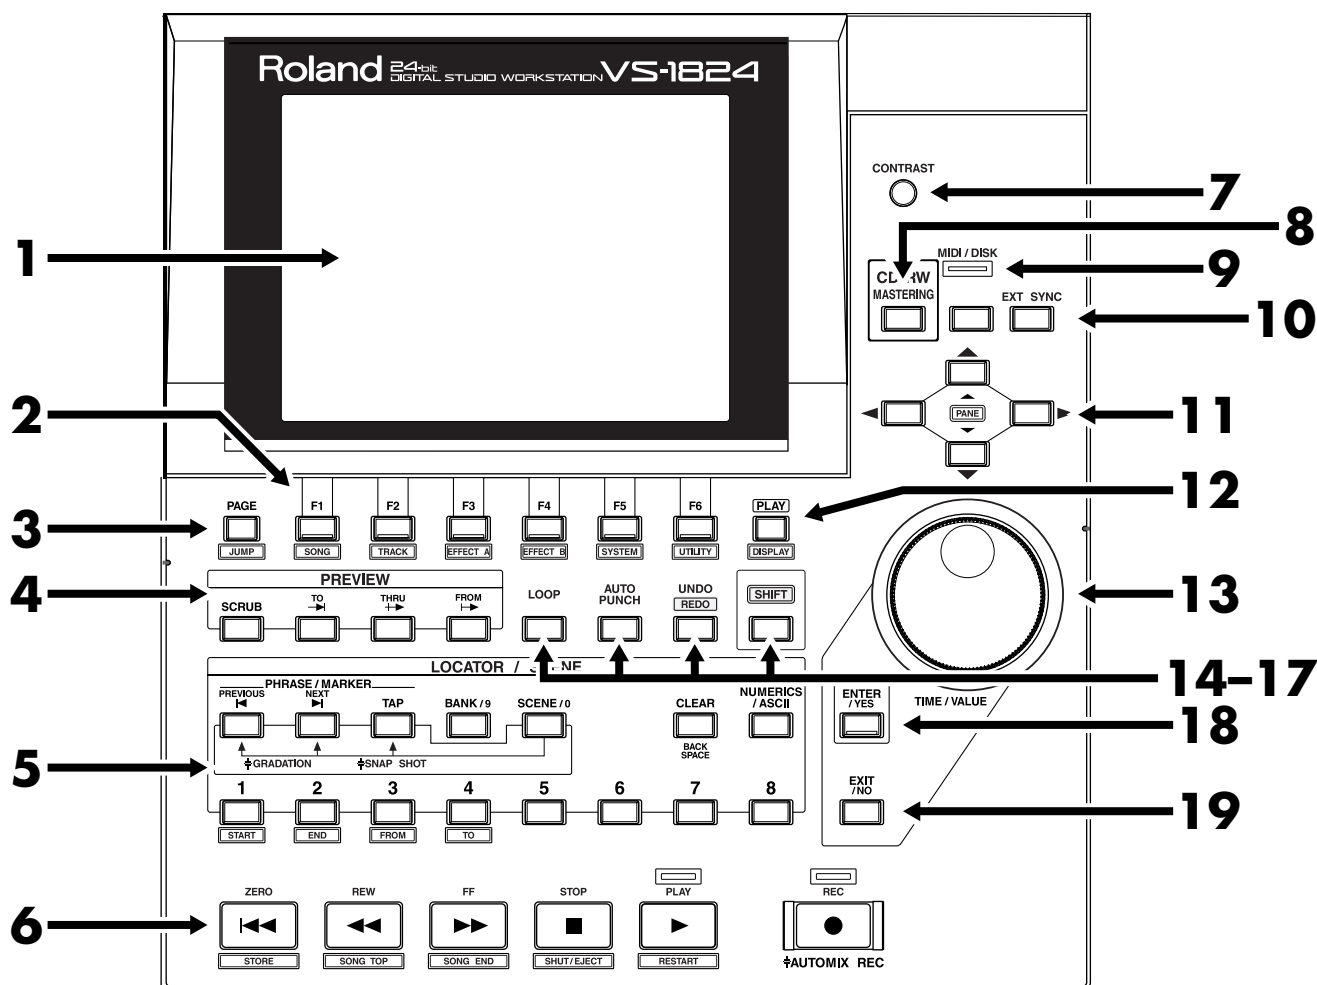 Roland 24-bit DIGITAL STUDIO WORKSTATION VS-1824
CONTRAST
7
8
MIDI / DISK
9
1
CD-RW
MASTERING
EXT SYNC
10
2
PANE
11
12
PAGE F1 F2 F3 F4 F5 F6 PLAY
3
JUMP SONG TRACK EFFECT A EFFECT B SYSTEM UTILITY DISPLAY
PREVIEW
4
SCRUB TO THRU FROM LOOP AUTO PUNCH UNDO REDO SHIFT
13
LOCATOR / SCENE
14–17
PHRASE / MARKER
PREVIOUS NEXT TAP BANK / 9 SCENE / 0 CLEAR NUMERICS / ASCII
ENTER / YES
TIME / VALUE
18
BACK SPACE
5
GRADATION SNAP SHOT
1 2 3 4 5 6 7 8
EXIT / NO
19
START END FROM TO
ZERO REW FF STOP PLAY REC
6
STORE SONG TOP SONG END SHUT / EJECT RESTART
AUTOMIX REC